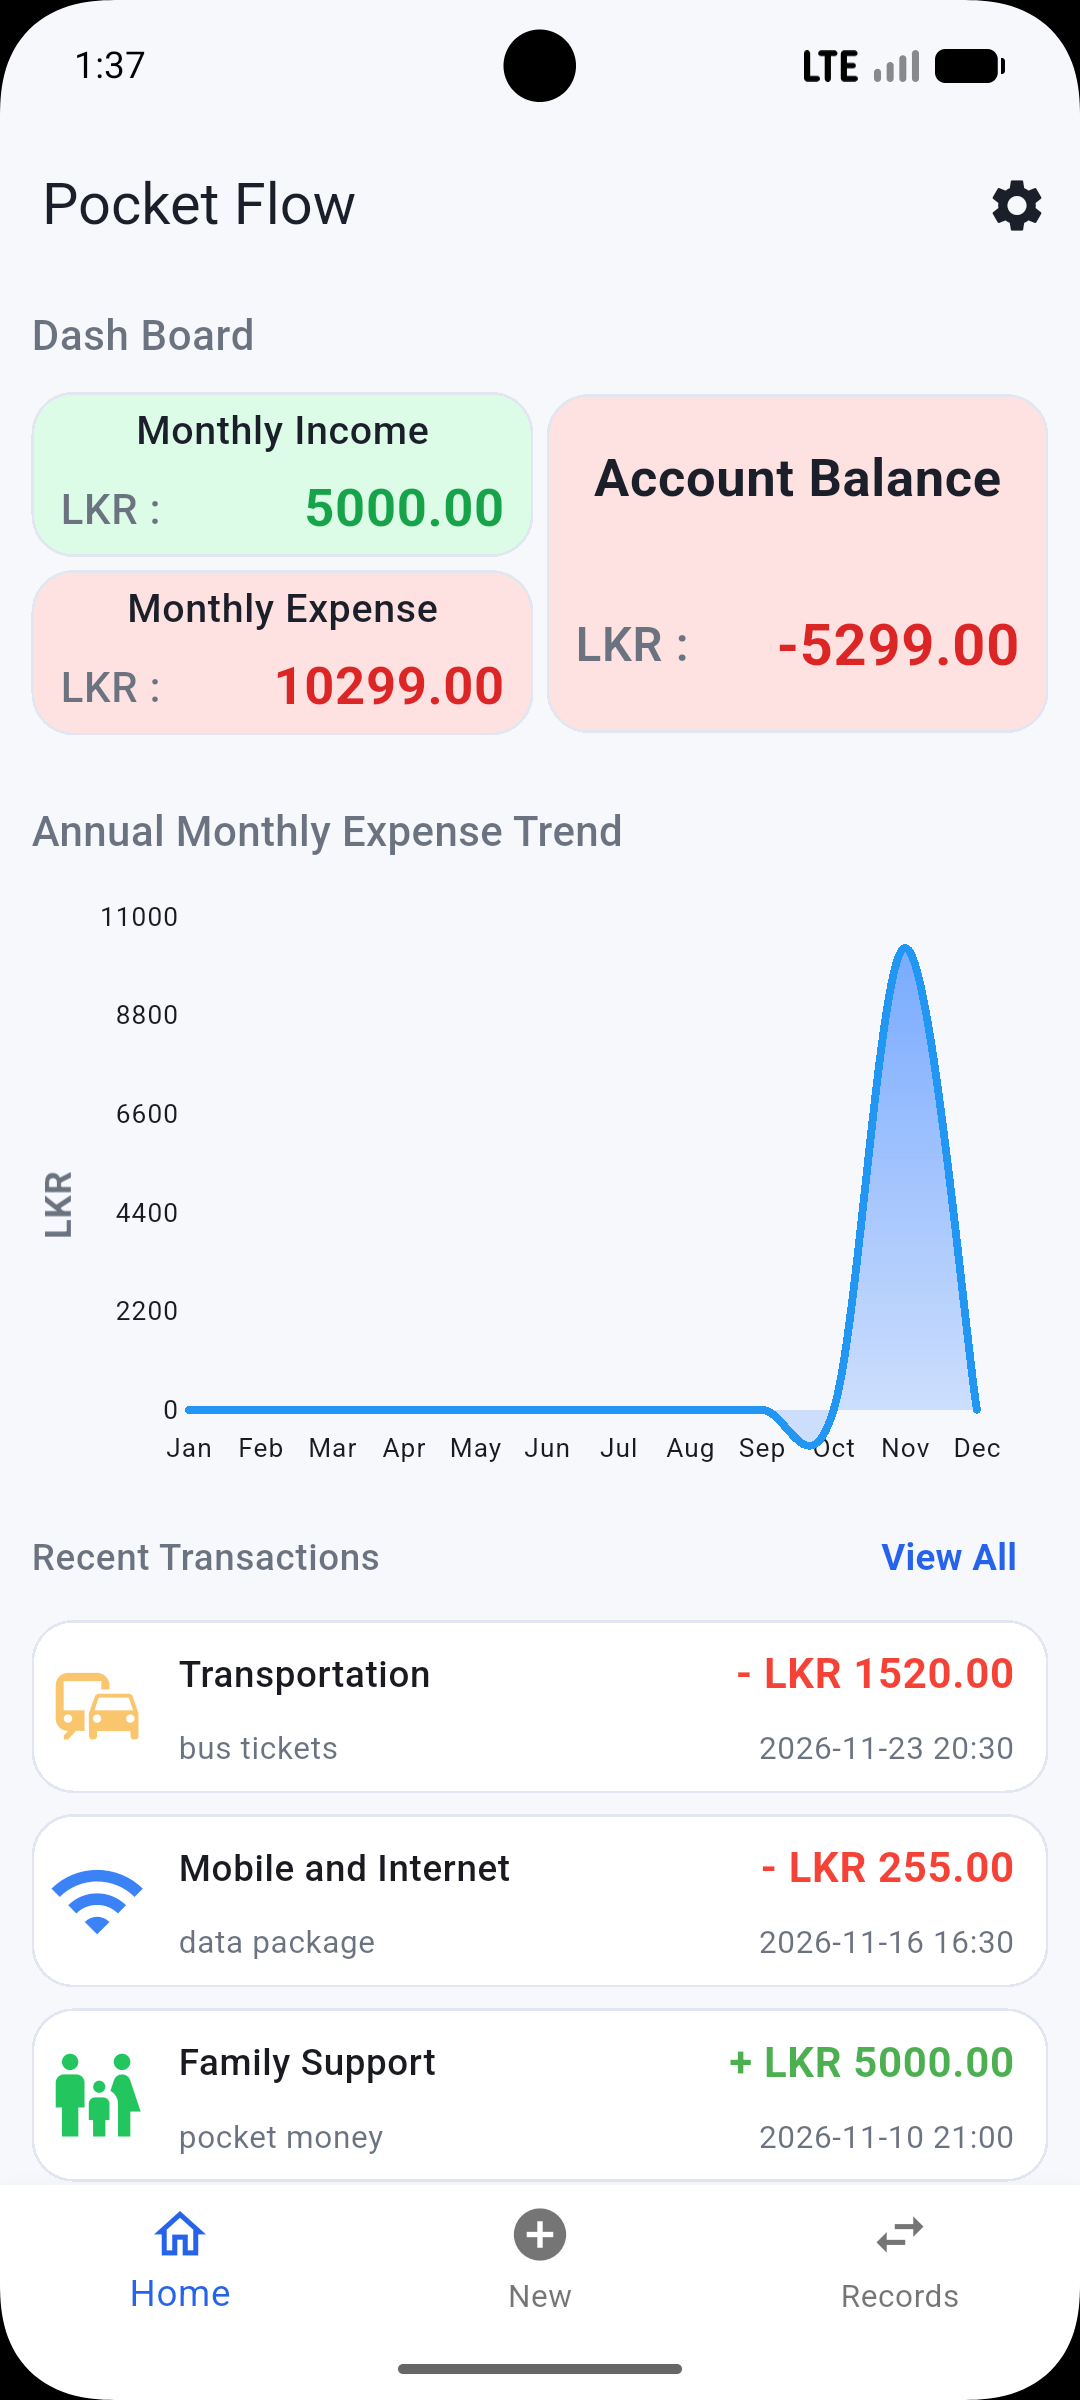 1:37
LTE
Pocket Flow
Dash Board
Monthly Income
LKR : 5000.00
Monthly Expense
LKR : 10299.00
Account Balance
LKR : -5299.00
Annual Monthly Expense Trend
LKR
11000
8800
6600
4400
2200
0
Jan Feb Mar Apr May Jun Jul Aug Sep Oct Nov Dec
Recent Transactions
View All
Transportation
- LKR 1520.00
bus tickets
2026-11-23 20:30
Mobile and Internet
- LKR 255.00
data package
2026-11-16 16:30
Family Support
+ LKR 5000.00
pocket money
2026-11-10 21:00
Home
New
Records